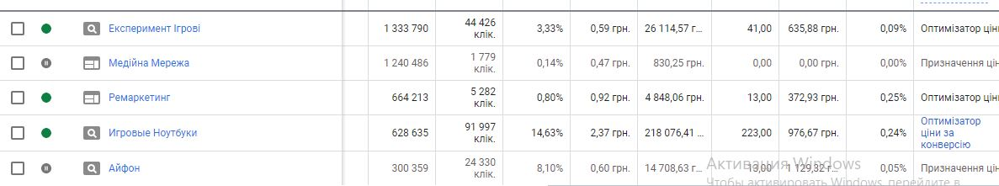 Експеримент Ігрові 1 333 790 44 426 клік. 3,33% 0,59 грн. 26 114,57 г... 41,00 635,88 грн. 0,09% Оптимізатор ціни
Медійна Мережа 1 240 486 1 779 клік. 0,14% 0,47 грн. 830,25 грн. 0,00 0,00 грн. 0,00% Призначення цін
Ремаркетинг 664 213 5 282 клік. 0,80% 0,92 грн. 4 848,06 грн. 13,00 372,93 грн. 0,25% Оптимізатор ціни
Игровые Ноутбуки 628 635 91 997 клік. 14,63% 2,37 грн. 218 076,41 ... 223,00 976,67 грн. 0,24% Оптимізатор ціни за конверсію
Айфон 300 359 24 330 клік. 8,10% 0,60 грн. 14 708,63 г... 13,00 1 129,32 г... 0,05% Призначення цін
Активация Windows
Чтобы активировать Windows, перейдите в